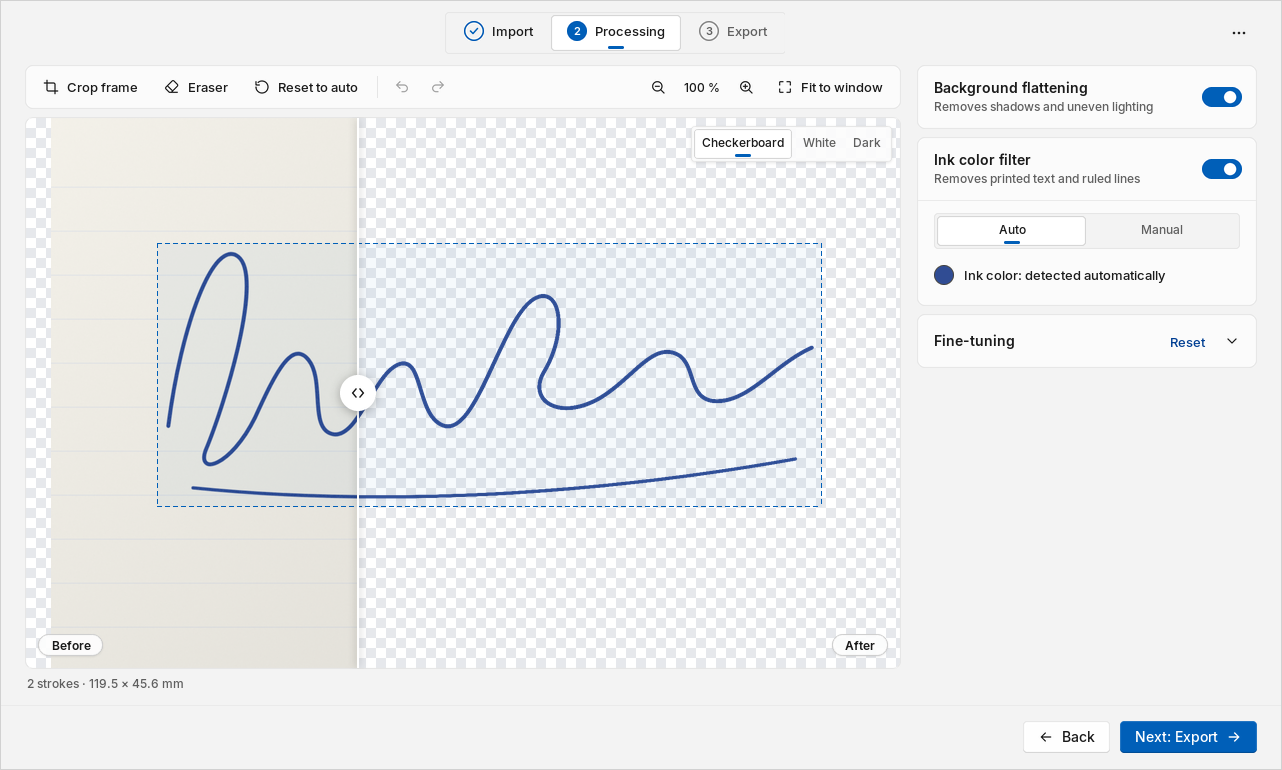 Import
2
Processing
3
Export
Crop frame
Eraser
Reset to auto
100 %
Fit to window
Checkerboard
White
Dark
Before
After
2 strokes · 119.5 × 45.6 mm
Background flattening
Removes shadows and uneven lighting
Ink color filter
Removes printed text and ruled lines
Auto
Manual
Ink color: detected automatically
Fine-tuning
Reset
Back
Next: Export